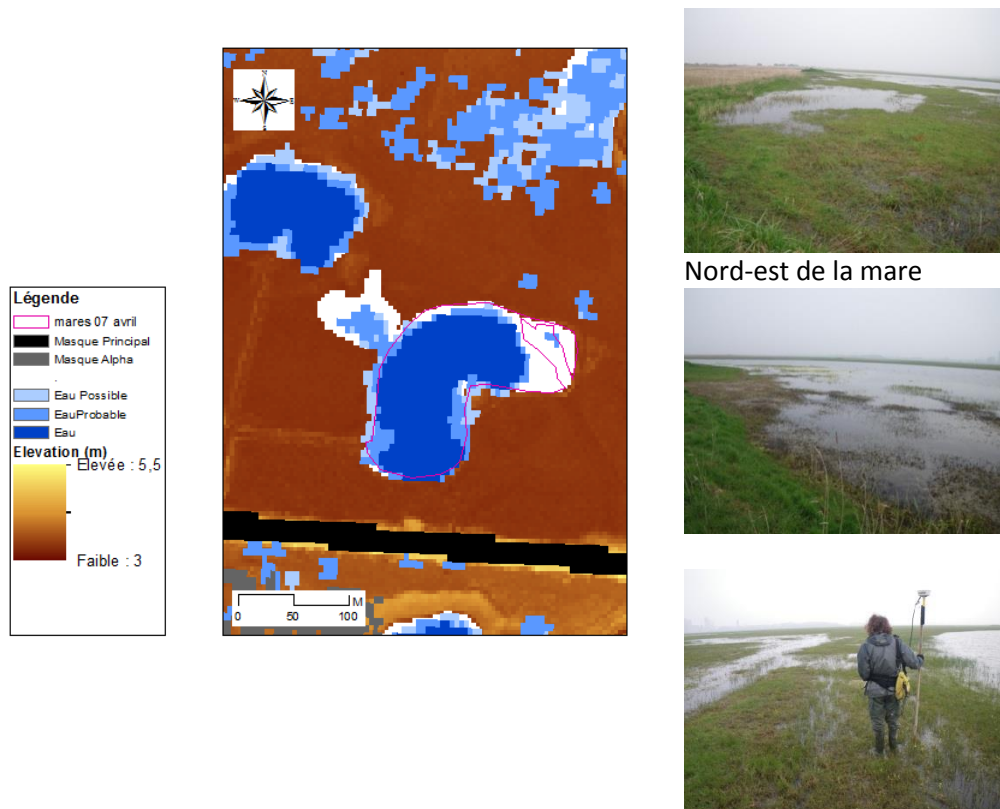 Légende
mares 07 avril
Masque Principal
Masque Alpha
.
Eau Possible
EauProbable
Eau
Elevation (m)
Elevée : 5,5
Faible : 3
M
0 50 100
Nord-est de la mare